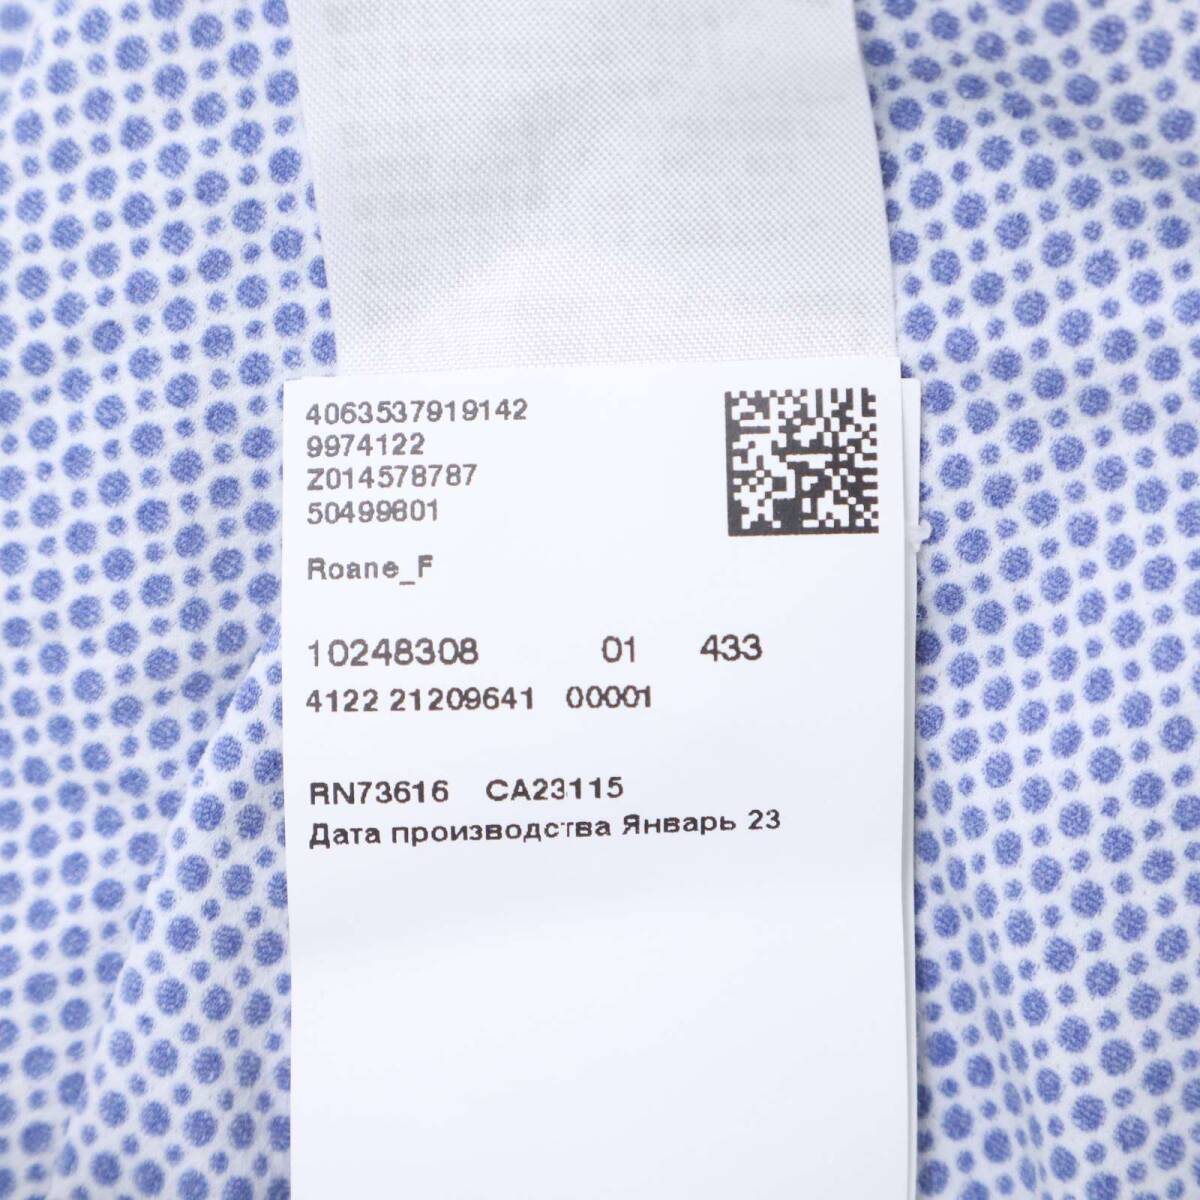 4063537919142
9974122
Z014578787
50499801
Roane_F
10248308 01 433
4122 21209641 00001
RN73616 CA23115
Дата производства Январь 23